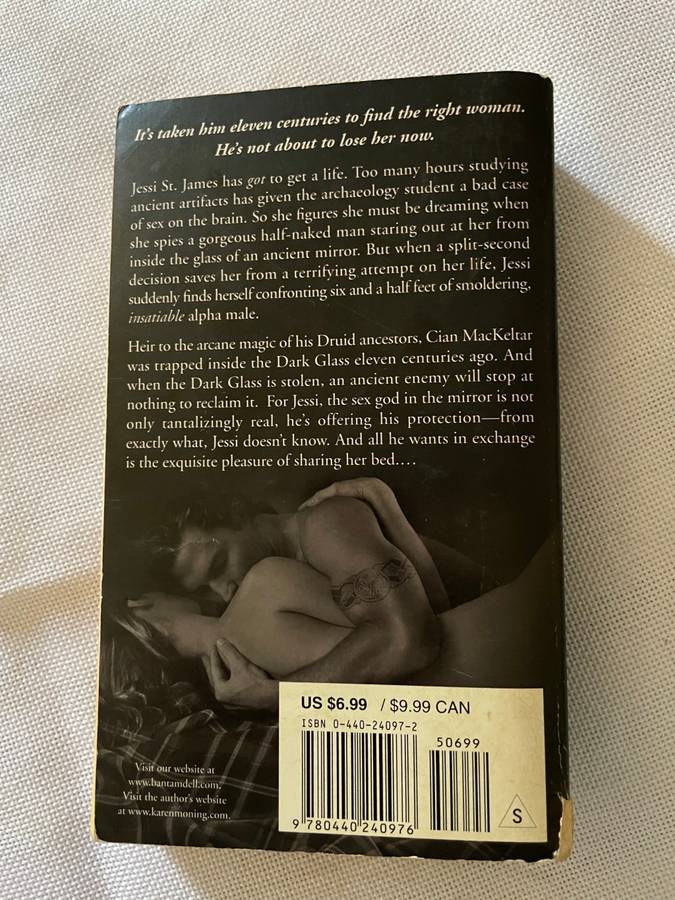 It's taken him eleven centuries to find the right woman.
He's not about to lose her now.
Jessi St. James has got to get a life. Too many hours studying
ancient artifacts has given the archaeology student a bad case
of sex on the brain. So she figures she must be dreaming when
she spies a gorgeous half-naked man staring out at her from
inside the glass of an ancient mirror. But when a split-second
decision saves her from a terrifying attempt on her life, Jessi
suddenly finds herself confronting six and a half feet of smoldering,
insatiable alpha male.
Heir to the arcane magic of his Druid ancestors, Cian MacKeltar
was trapped inside the Dark Glass eleven centuries ago. And
when the Dark Glass is stolen, an ancient enemy will stop at
nothing to reclaim it. For Jessi, the sex god in the mirror is not
only tantalizingly real, he's offering his protection—from
exactly what, Jessi doesn't know. And all he wants in exchange
is the exquisite pleasure of sharing her bed....
US $6.99 / $9.99 CAN
ISBN 0-440-24097-2
50699
9 780440 240976
S
Visit our website at
www.bantamdell.com.
Visit the author's website
at www.karenmoning.com.